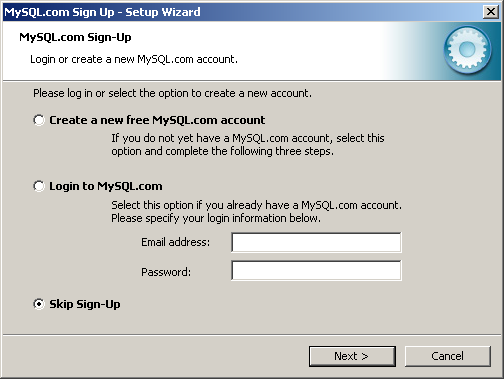 MySQL.com Sign Up - Setup Wizard
MySQL.com Sign-Up
Login or create a new MySQL.com account.
Please log in or select the option to create a new account.
Create a new free MySQL.com account
If you do not yet have a MySQL.com account, select this
option and complete the following three steps.
Login to MySQL.com
Select this option if you already have a MySQL.com account.
Please specify your login information below.
Email address:
Password:
Skip Sign-Up
Next >
Cancel